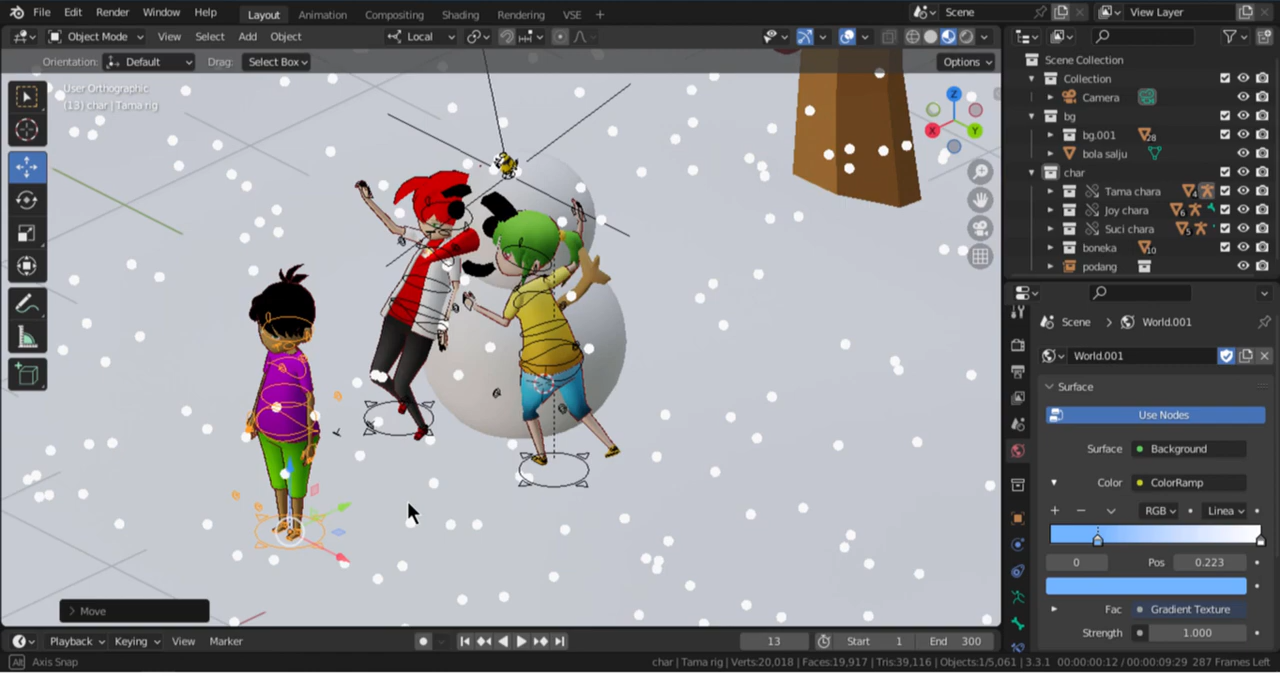 File Edit Render Window Help Layout Animation Compositing Shading Rendering VSE + Scene View Layer
Object Mode View Select Add Object Local
Orientation: Default Drag: Select Box Options
User Orthographic
(13) char | Tama rig
Z
X
Y
Scene Collection
Collection
Camera
bg
bg.001 28
bola salju
char
Tama chara 4
Joy chara 6
Suci chara 5
boneka 10
podang
Scene > World.001
World.001
Surface
Use Nodes
Surface Background
Color ColorRamp
+ − RGB Linea
0 Pos 0.223
Fac Gradient Texture
Strength 1.000
> Move
Playback Keying View Marker 13 Start 1 End 300
Alt Axis Snap char | Tama rig | Verts:20,018 | Faces:19,917 | Tris:39,116 | Objects:1/5,061 | 3.3.1 00:00:00:12 / 00:00:09:29 287 Frames Left